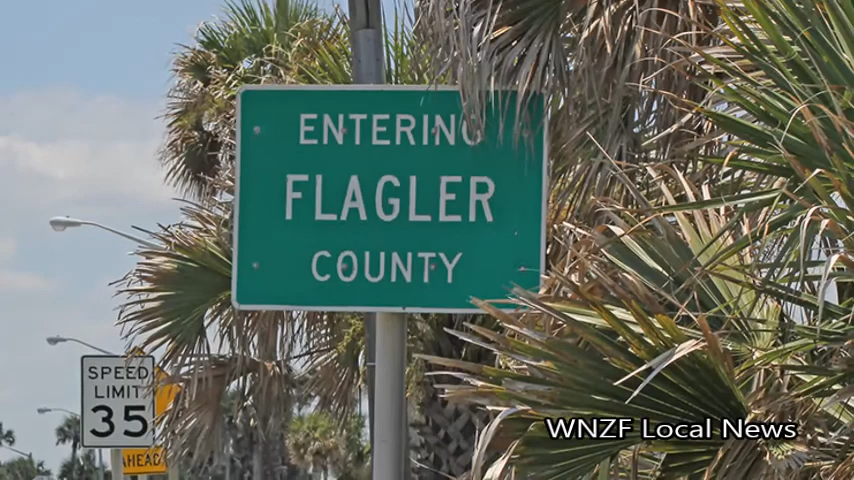 ENTERING
FLAGLER
COUNTY
SPEED
LIMIT
35
AHEAD
WNZF Local News